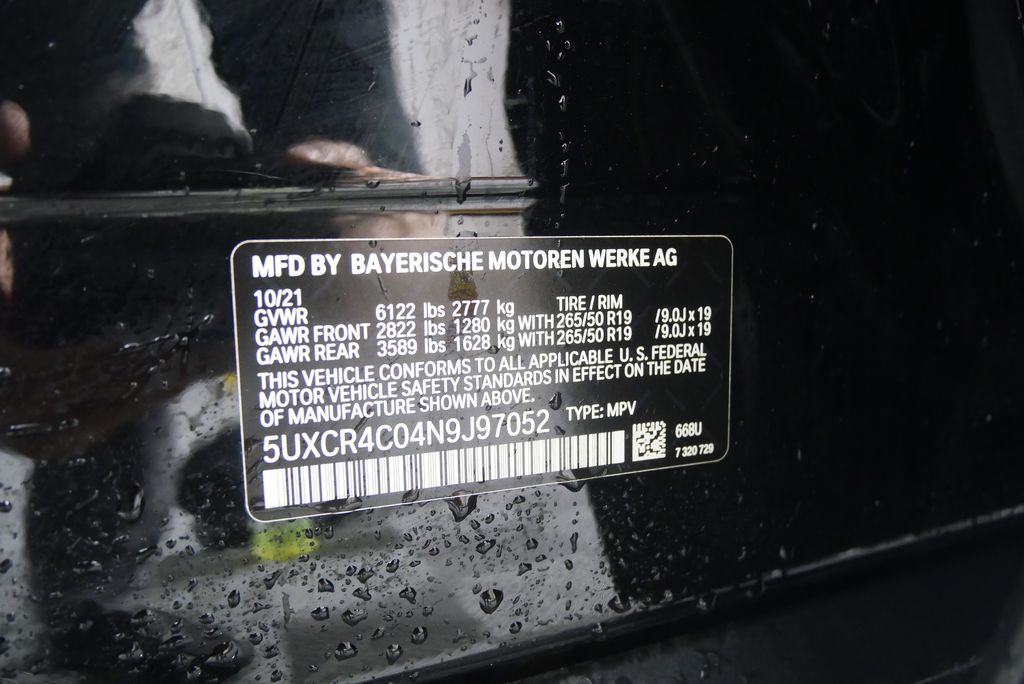 MFD BY BAYERISCHE MOTOREN WERKE AG
10/21 TIRE / RIM
GVWR 6122 lbs 2777 kg
GAWR FRONT 2822 lbs 1280 kg WITH 265/50 R19 /9.0J x 19
GAWR REAR 3589 lbs 1628 kg WITH 265/50 R19 /9.0J x 19
THIS VEHICLE CONFORMS TO ALL APPLICABLE U.S. FEDERAL
MOTOR VEHICLE SAFETY STANDARDS IN EFFECT ON THE DATE
OF MANUFACTURE SHOWN ABOVE.
5UXCR4C04N9J97052 TYPE: MPV
668U
7 320 729